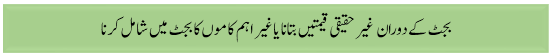 بجٹ کے دوران غیر حقیقی قیمتیں بتانا یا غیر اہم کاموں کا بجٹ میں شامل کرنا